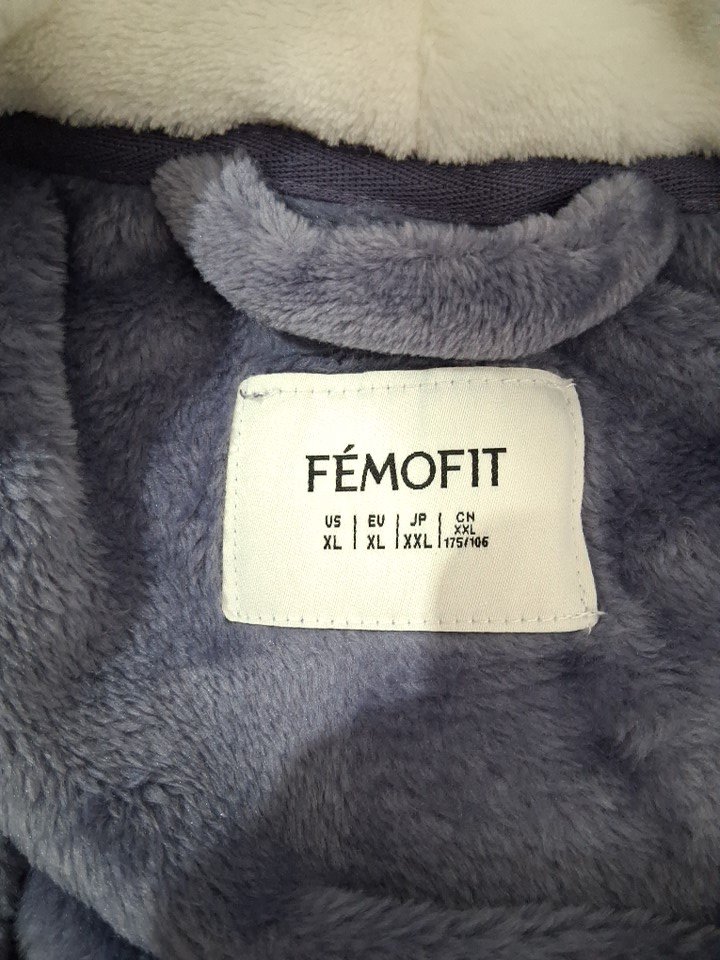 FÉMOFIT
US | EU | JP | CN
XL | XL | XXL | XXL
175/106